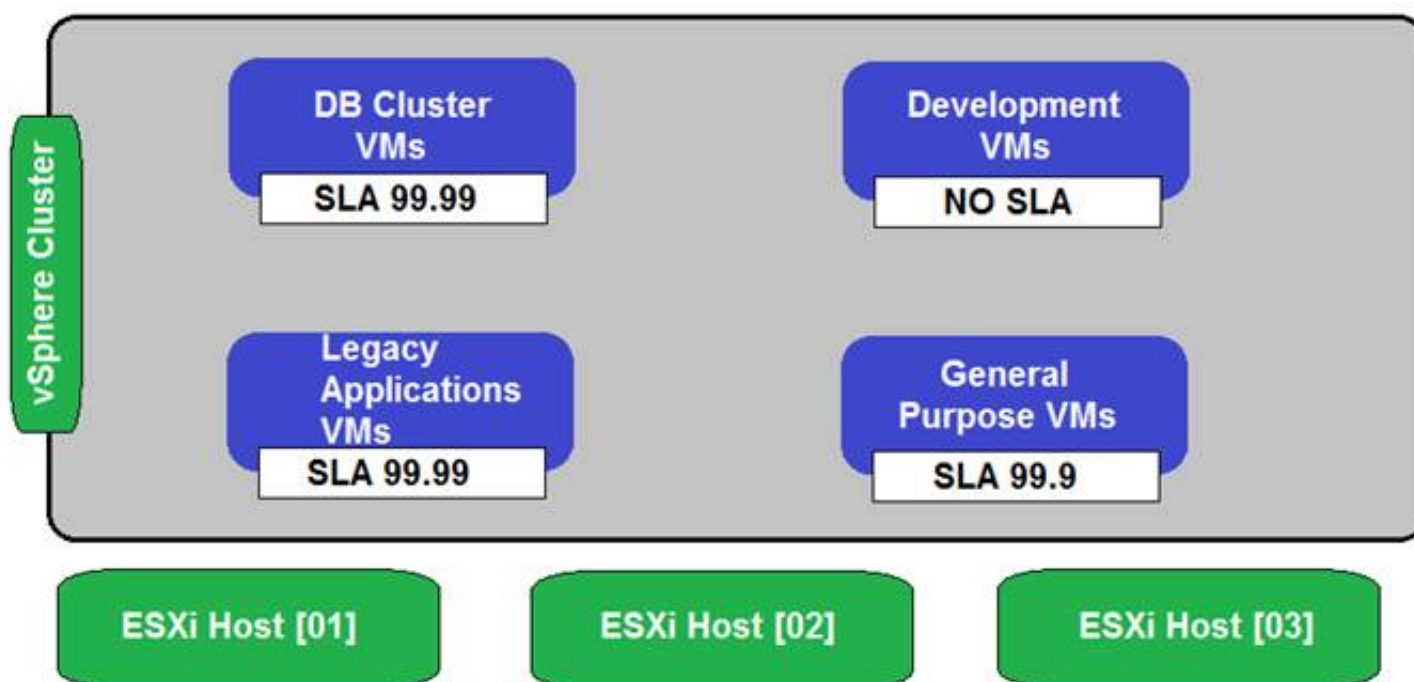 vSphere Cluster
DB Cluster
VMs
SLA 99.99
Development
VMs
NO SLA
Legacy
Applications
VMs
SLA 99.99
General
Purpose VMs
SLA 99.9
ESXi Host [01]
ESXi Host [02]
ESXi Host [03]